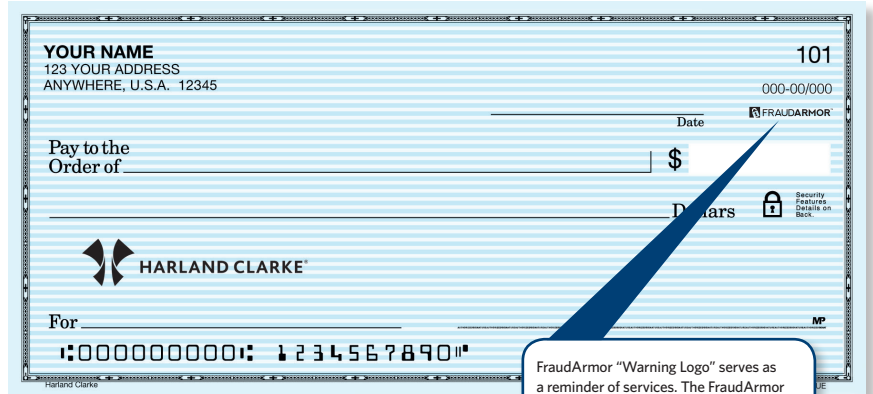 YOUR NAME
123 YOUR ADDRESS
ANYWHERE, U.S.A. 12345
101
000-00/000
FRAUDARMOR
Date
Pay to the
Order of
$
Security
Features
Details on
Back.
HARLAND CLARKE®
For
MP
⑆000000000⑆ 1234567890⑈
Harland Clarke
FraudArmor “Warning Logo” serves as
a reminder of services. The FraudArmor